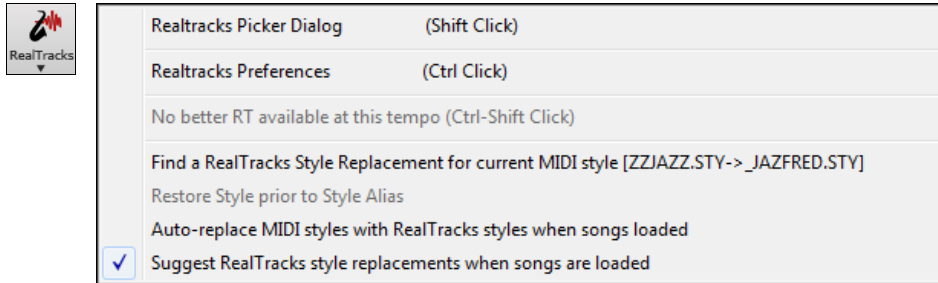 RealTracks
Realtracks Picker Dialog (Shift Click)
Realtracks Preferences (Ctrl Click)
No better RT available at this tempo (Ctrl-Shift Click)
Find a RealTracks Style Replacement for current MIDI style [ZZJAZZ.STY->_JAZFRED.STY]
Restore Style prior to Style Alias
Auto-replace MIDI styles with RealTracks styles when songs loaded
Suggest RealTracks style replacements when songs are loaded